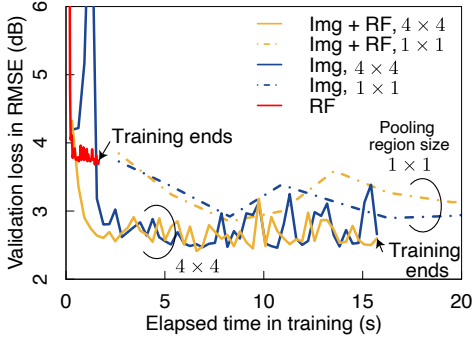 Validation loss in RMSE (dB)
6
5
4
3
2
Img + RF, 4 × 4
Img + RF, 1 × 1
Img, 4 × 4
Img, 1 × 1
RF
Training ends
Pooling
region size
1 × 1
4 × 4
Training
ends
0
5
10
15
20
Elapsed time in training (s)